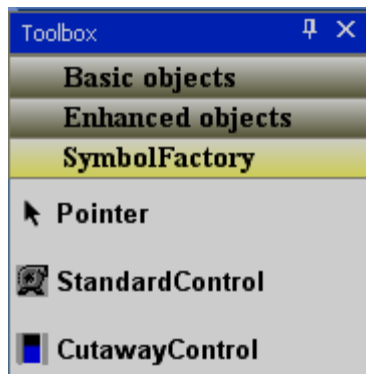 Toolbox
Basic objects
Enhanced objects
SymbolFactory
Pointer
StandardControl
CutawayControl